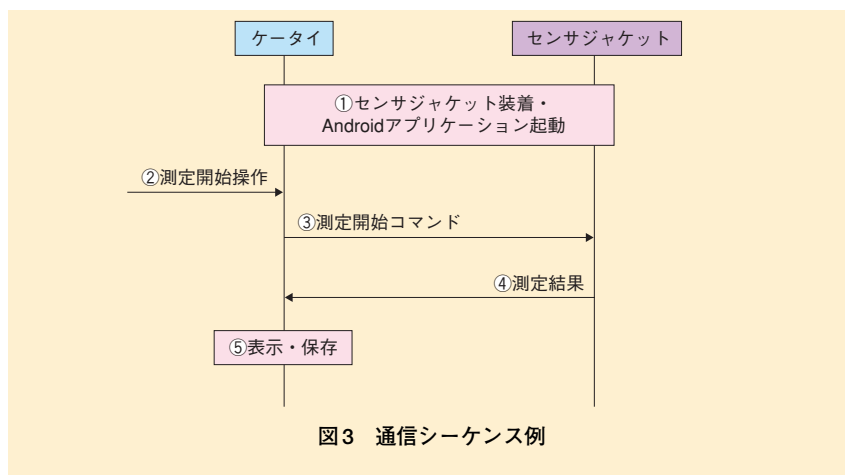 ケータイ
センサジャケット
①センサジャケット装着・
Androidアプリケーション起動
②測定開始操作
③測定開始コマンド
④測定結果
⑤表示・保存
図3 通信シーケンス例